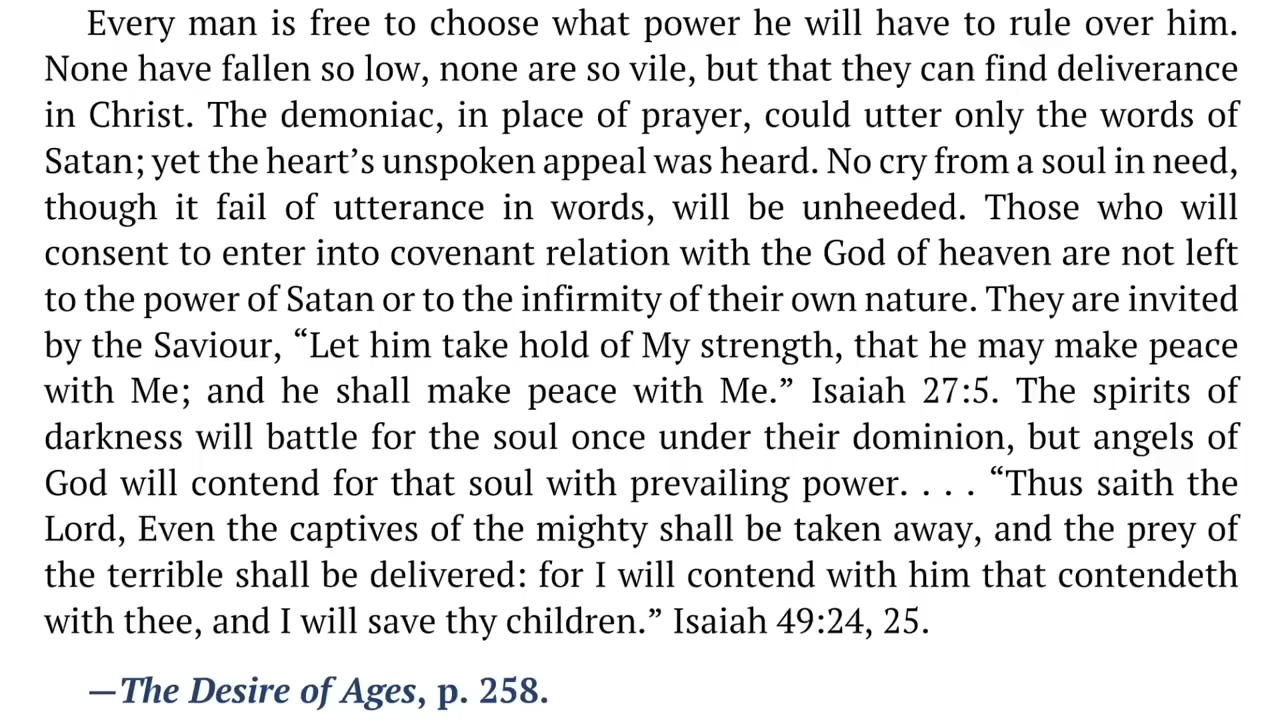 Every man is free to choose what power he will have to rule over him.
None have fallen so low, none are so vile, but that they can find deliverance
in Christ. The demoniac, in place of prayer, could utter only the words of
Satan; yet the heart’s unspoken appeal was heard. No cry from a soul in need,
though it fail of utterance in words, will be unheeded. Those who will
consent to enter into covenant relation with the God of heaven are not left
to the power of Satan or to the infirmity of their own nature. They are invited
by the Saviour, “Let him take hold of My strength, that he may make peace
with Me; and he shall make peace with Me.” Isaiah 27:5. The spirits of
darkness will battle for the soul once under their dominion, but angels of
God will contend for that soul with prevailing power. . . . “Thus saith the
Lord, Even the captives of the mighty shall be taken away, and the prey of
the terrible shall be delivered: for I will contend with him that contendeth
with thee, and I will save thy children.” Isaiah 49:24, 25.
—The Desire of Ages, p. 258.